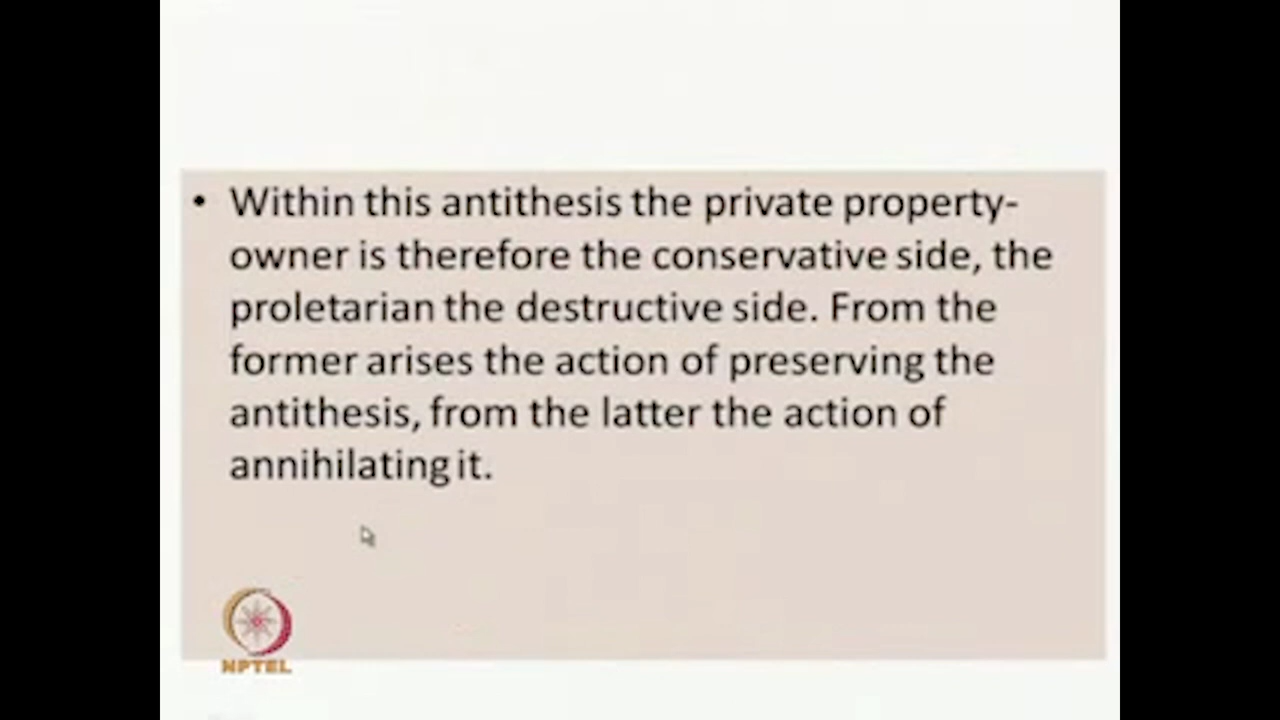 • Within this antithesis the private property-
owner is therefore the conservative side, the
proletarian the destructive side. From the
former arises the action of preserving the
antithesis, from the latter the action of
annihilating it.
NPTEL